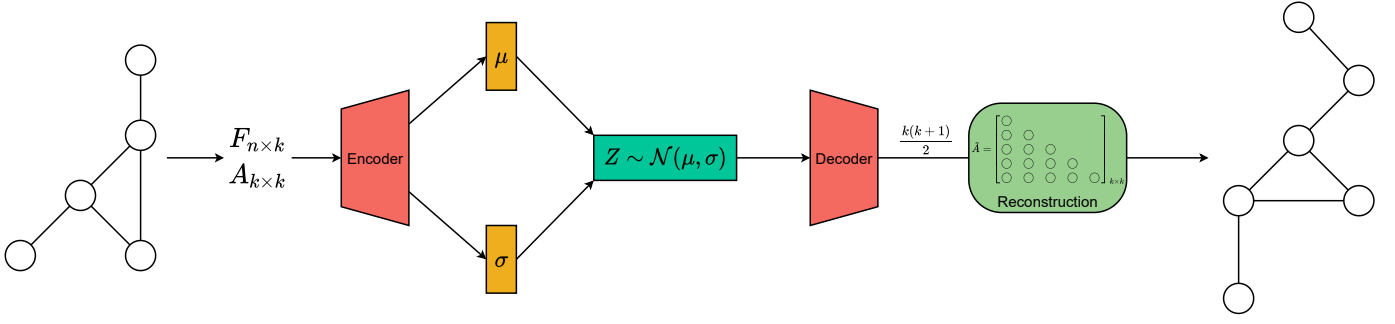 F_{n×k}
A_{k×k}
Encoder
μ
σ
Z ∼ 𝒩(μ, σ)
Decoder
k(k+1)
2
Ã =
k×k
Reconstruction